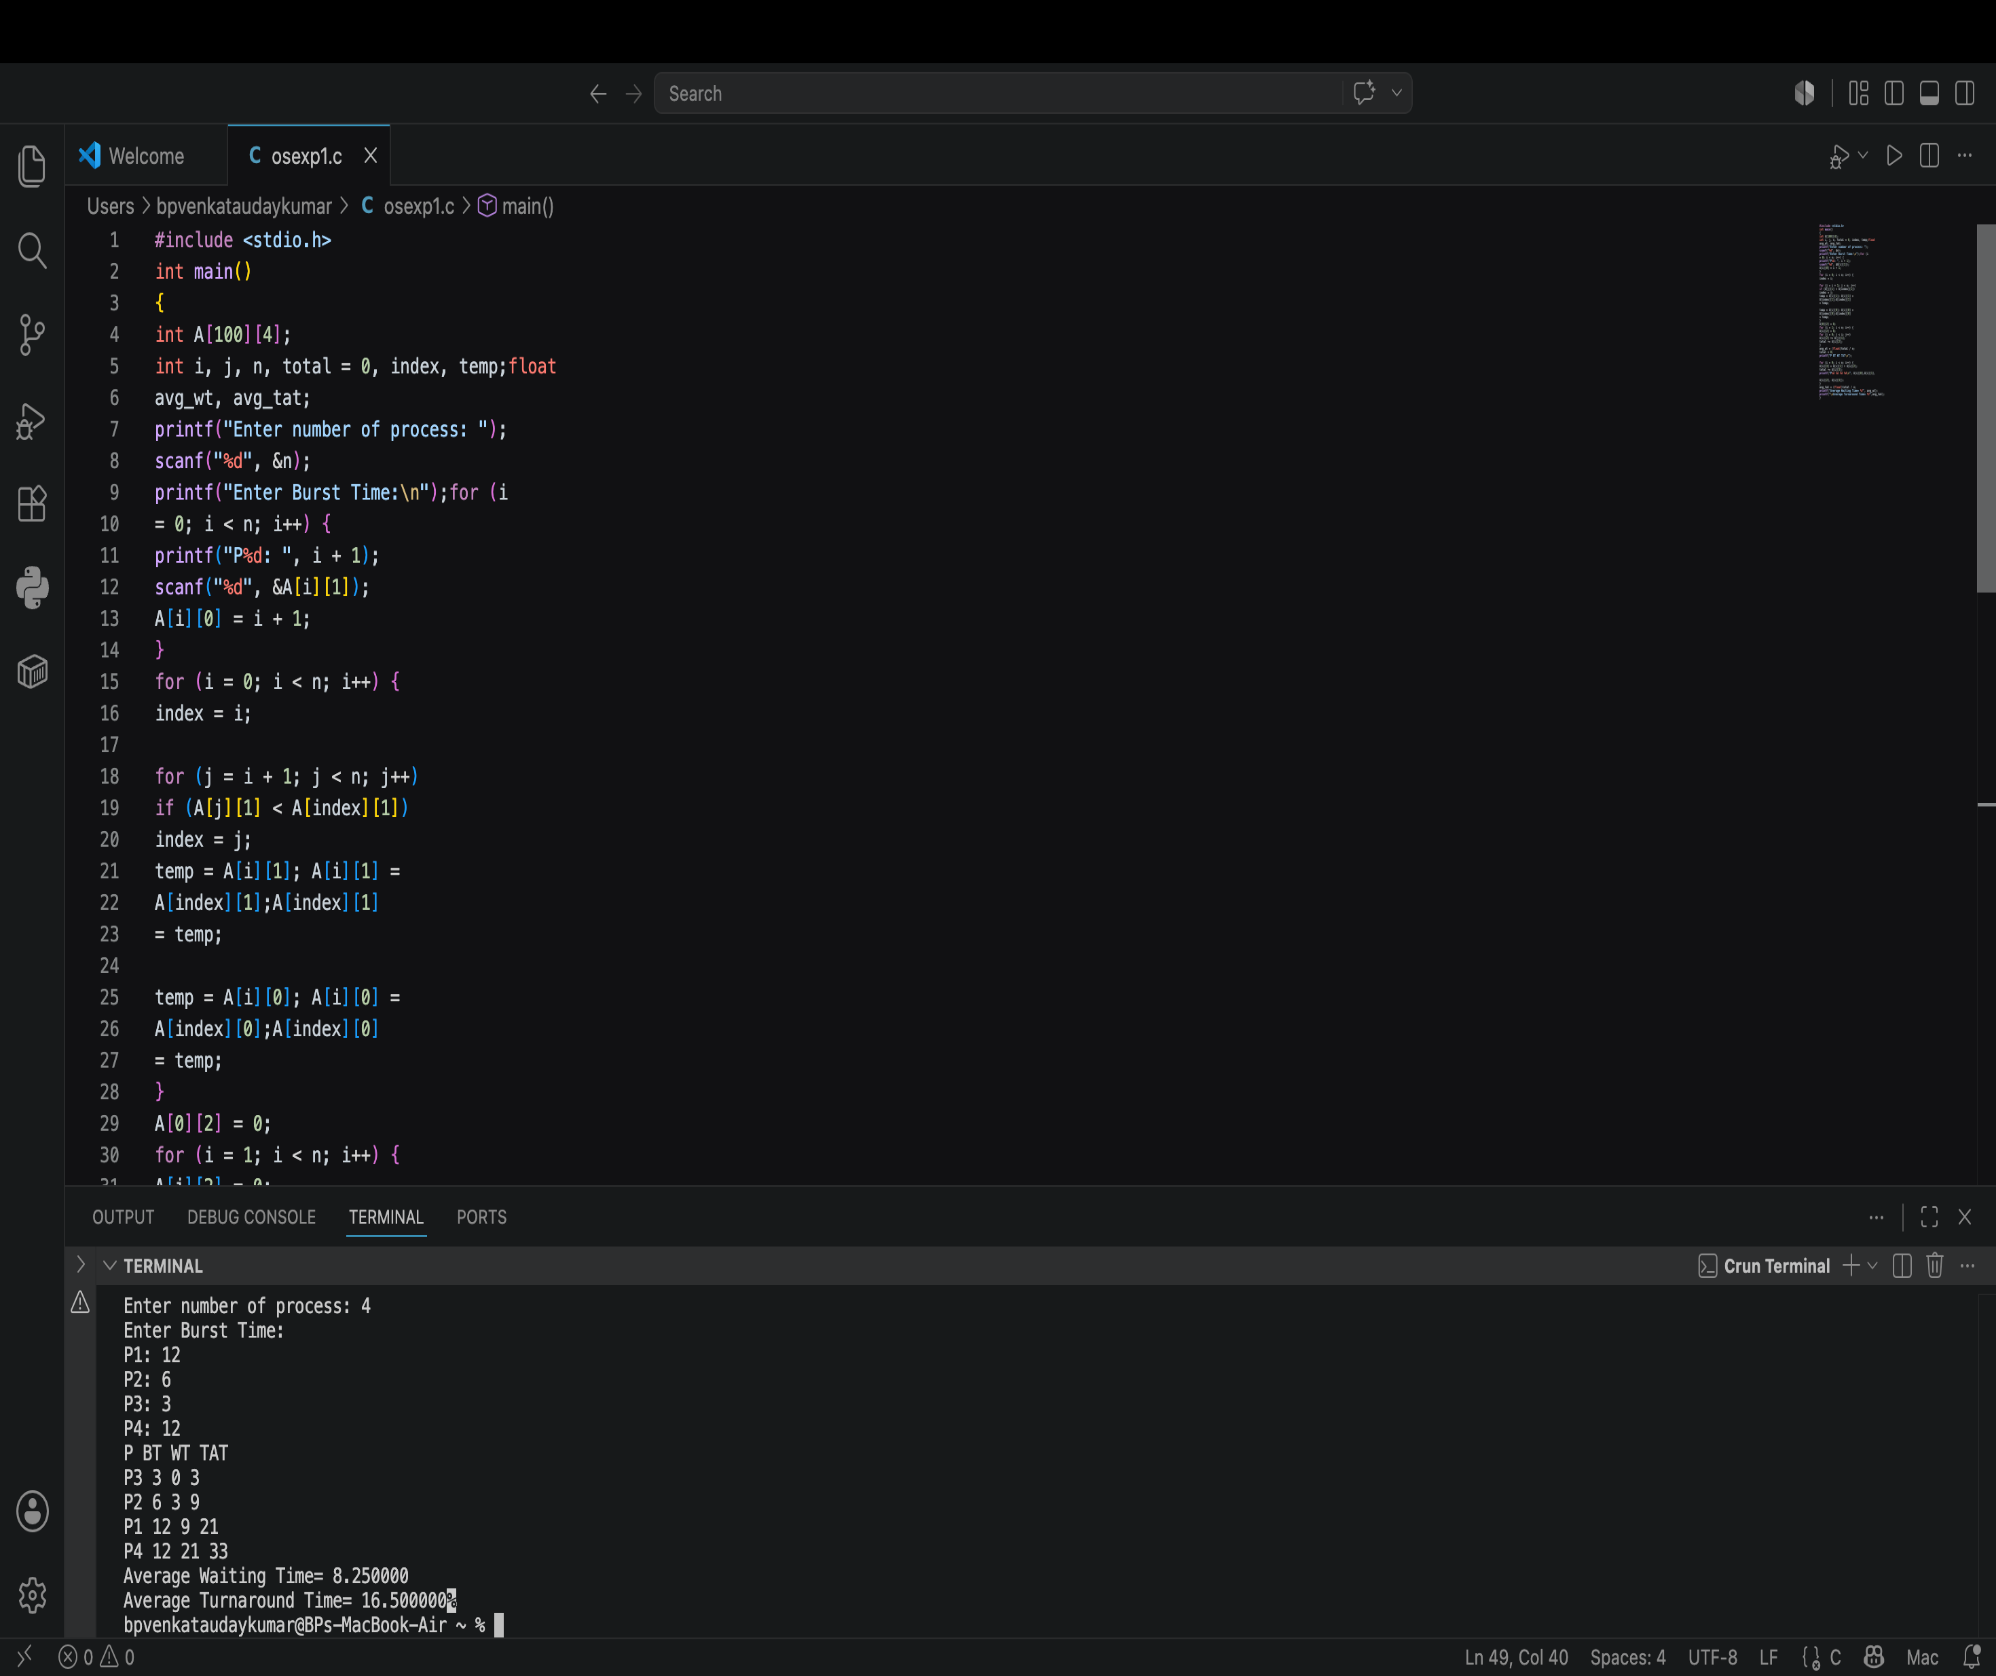 Search
Welcome
C osexp1.c
Users > bpvenkataudaykumar > C osexp1.c > main()
1 #include <stdio.h>
2 int main()
3 {
4 int A[100][4];
5 int i, j, n, total = 0, index, temp;float
6 avg_wt, avg_tat;
7 printf("Enter number of process: ");
8 scanf("%d", &n);
9 printf("Enter Burst Time:\n");for (i
10 = 0; i < n; i++) {
11 printf("P%d: ", i + 1);
12 scanf("%d", &A[i][1]);
13 A[i][0] = i + 1;
14 }
15 for (i = 0; i < n; i++) {
16 index = i;
17
18 for (j = i + 1; j < n; j++)
19 if (A[j][1] < A[index][1])
20 index = j;
21 temp = A[i][1]; A[i][1] =
22 A[index][1];A[index][1]
23 = temp;
24
25 temp = A[i][0]; A[i][0] =
26 A[index][0];A[index][0]
27 = temp;
28 }
29 A[0][2] = 0;
30 for (i = 1; i < n; i++) {
31 A[i][2] = 0;
OUTPUT DEBUG CONSOLE TERMINAL PORTS
TERMINAL
Crun Terminal
Enter number of process: 4
Enter Burst Time:
P1: 12
P2: 6
P3: 3
P4: 12
P BT WT TAT
P3 3 0 3
P2 6 3 9
P1 12 9 21
P4 12 21 33
Average Waiting Time= 8.250000
Average Turnaround Time= 16.500000%
bpvenkataudaykumar@BPs-MacBook-Air ~ %
0 0
Ln 49, Col 40 Spaces: 4 UTF-8 LF {} C Mac